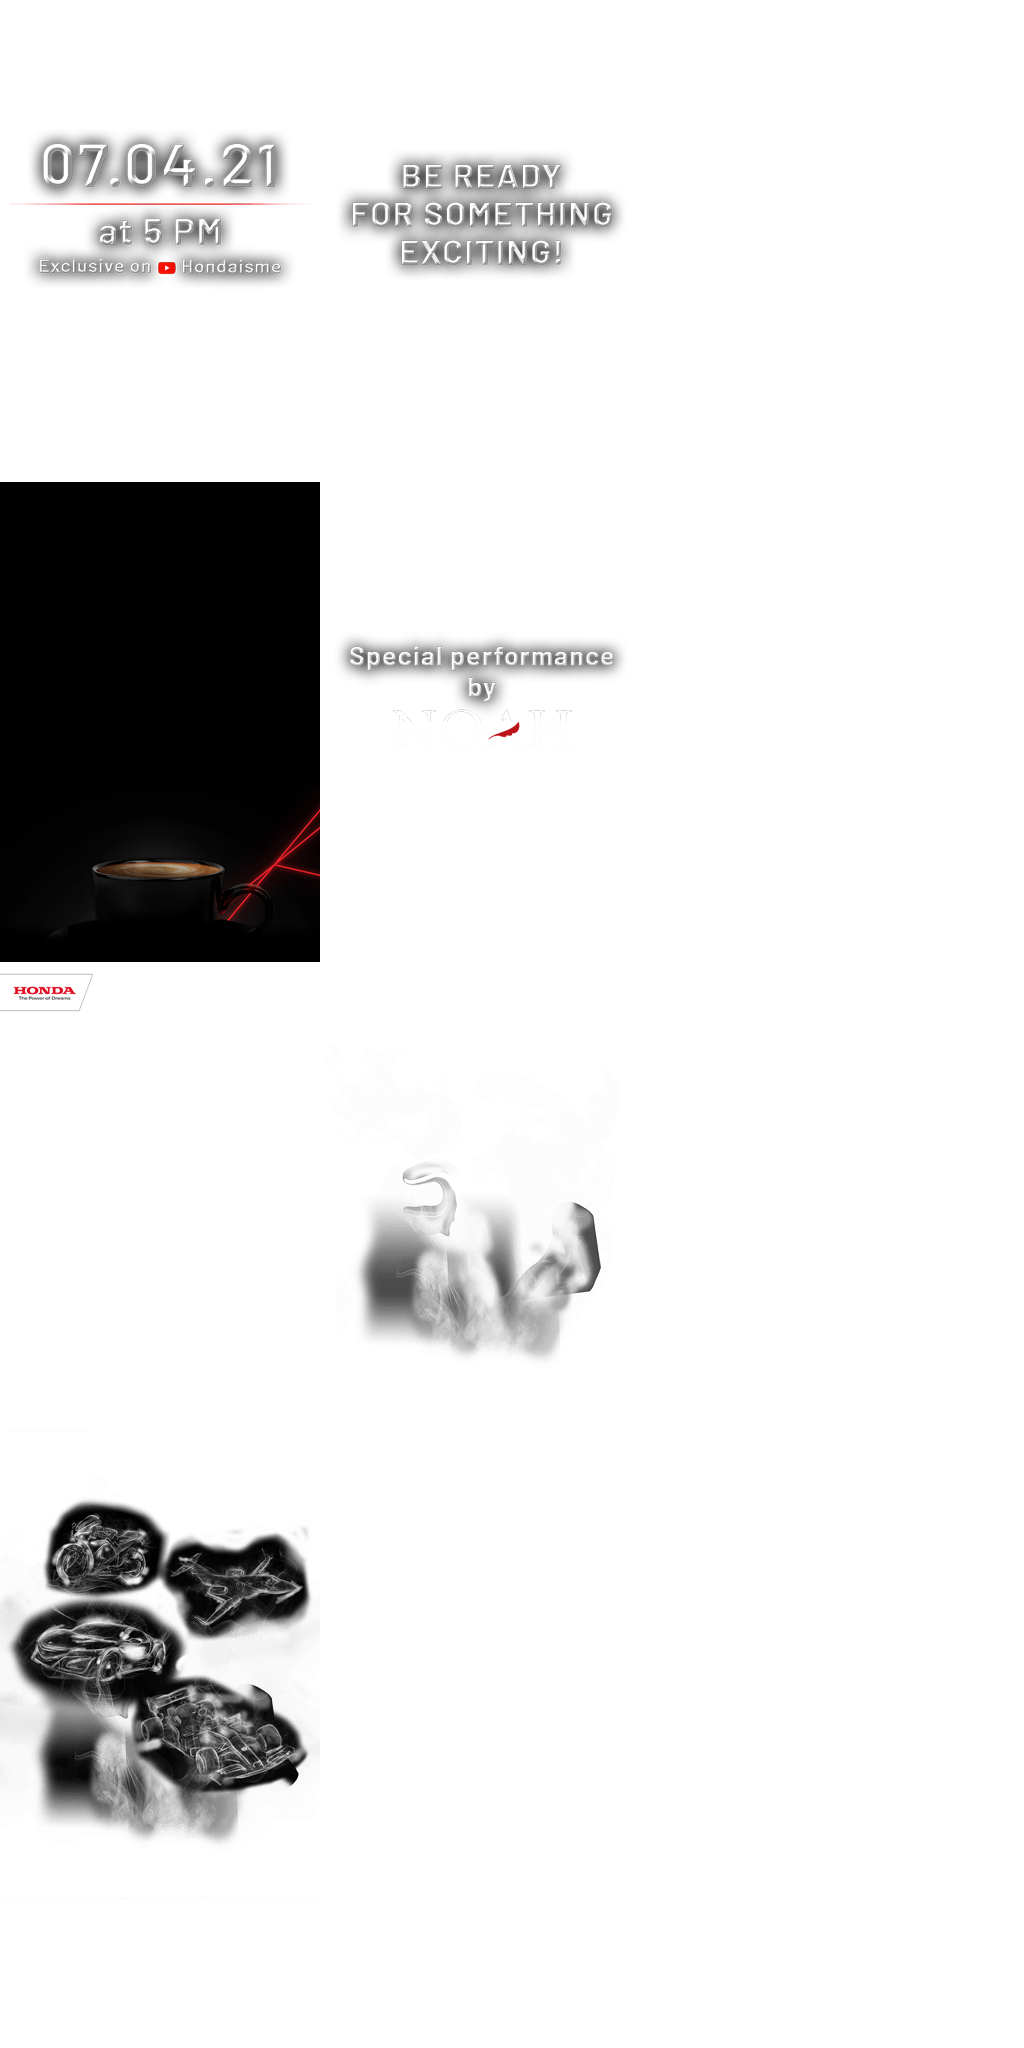 07.04.21
at 5 PM
Exclusive on Hondaisme
BE READY
FOR SOMETHING
EXCITING!
Special performance
by
NOAH
HONDA
The Power of Dreams